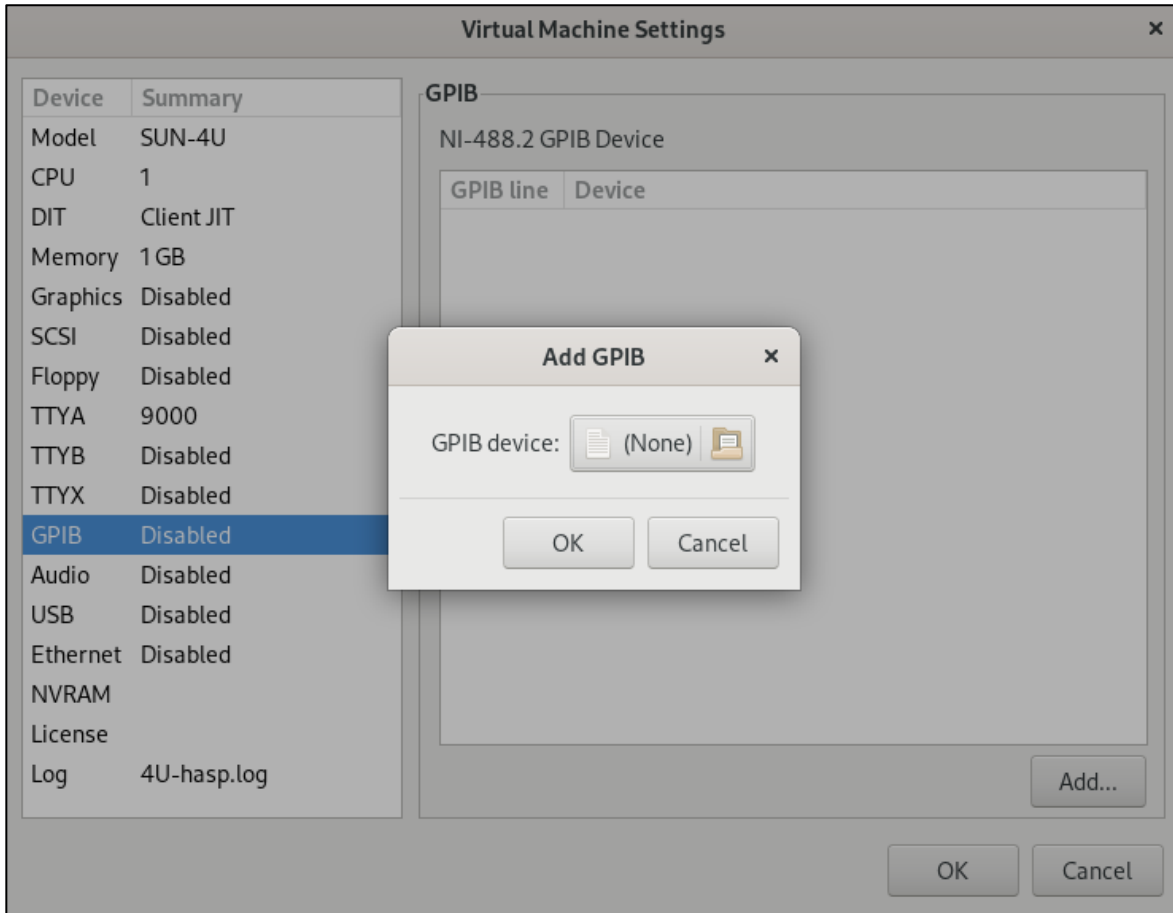 Virtual Machine Settings ×
Device Summary
Model SUN-4U
CPU 1
DIT Client JIT
Memory 1 GB
Graphics Disabled
SCSI Disabled
Floppy Disabled
TTYA 9000
TTYB Disabled
TTYX Disabled
GPIB Disabled
Audio Disabled
USB Disabled
Ethernet Disabled
NVRAM
License
Log 4U-hasp.log
GPIB
NI-488.2 GPIB Device
GPIB line Device
Add GPIB ×
GPIB device: (None)
OK Cancel
Add...
OK Cancel